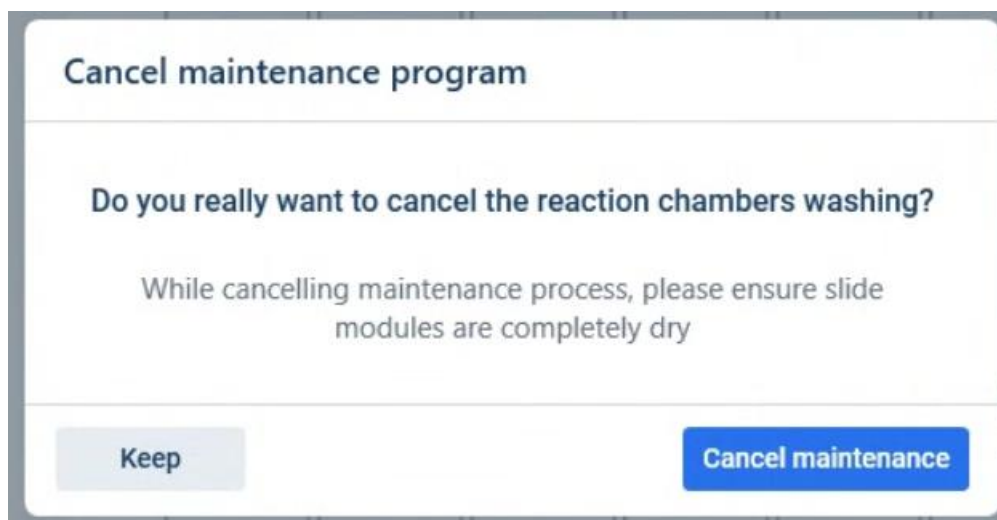 Cancel maintenance program
Do you really want to cancel the reaction chambers washing?
While cancelling maintenance process, please ensure slide
modules are completely dry
Keep
Cancel maintenance